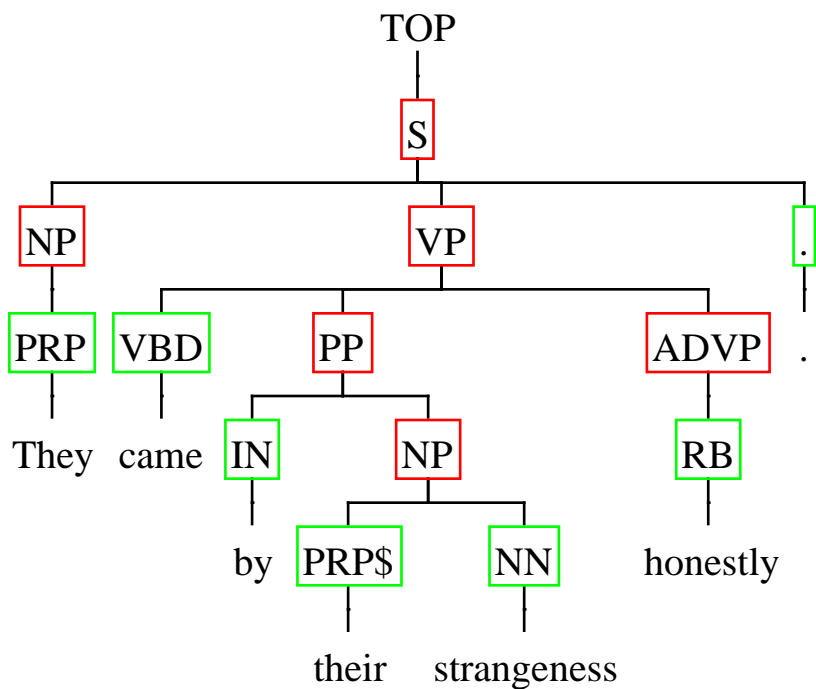 TOP
S
NP VP .
PRP VBD PP ADVP .
They came IN NP RB
by PRP$ NN honestly
their strangeness